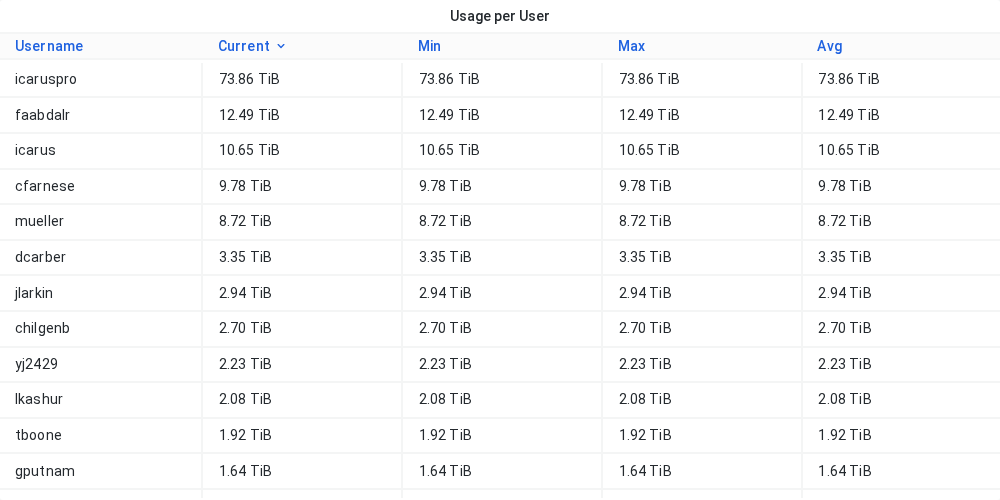 Usage per User
Username Current Min Max Avg
icaruspro 73.86 TiB 73.86 TiB 73.86 TiB 73.86 TiB
faabdalr 12.49 TiB 12.49 TiB 12.49 TiB 12.49 TiB
icarus 10.65 TiB 10.65 TiB 10.65 TiB 10.65 TiB
cfarnese 9.78 TiB 9.78 TiB 9.78 TiB 9.78 TiB
mueller 8.72 TiB 8.72 TiB 8.72 TiB 8.72 TiB
dcarber 3.35 TiB 3.35 TiB 3.35 TiB 3.35 TiB
jlarkin 2.94 TiB 2.94 TiB 2.94 TiB 2.94 TiB
chilgenb 2.70 TiB 2.70 TiB 2.70 TiB 2.70 TiB
yj2429 2.23 TiB 2.23 TiB 2.23 TiB 2.23 TiB
lkashur 2.08 TiB 2.08 TiB 2.08 TiB 2.08 TiB
tboone 1.92 TiB 1.92 TiB 1.92 TiB 1.92 TiB
gputnam 1.64 TiB 1.64 TiB 1.64 TiB 1.64 TiB